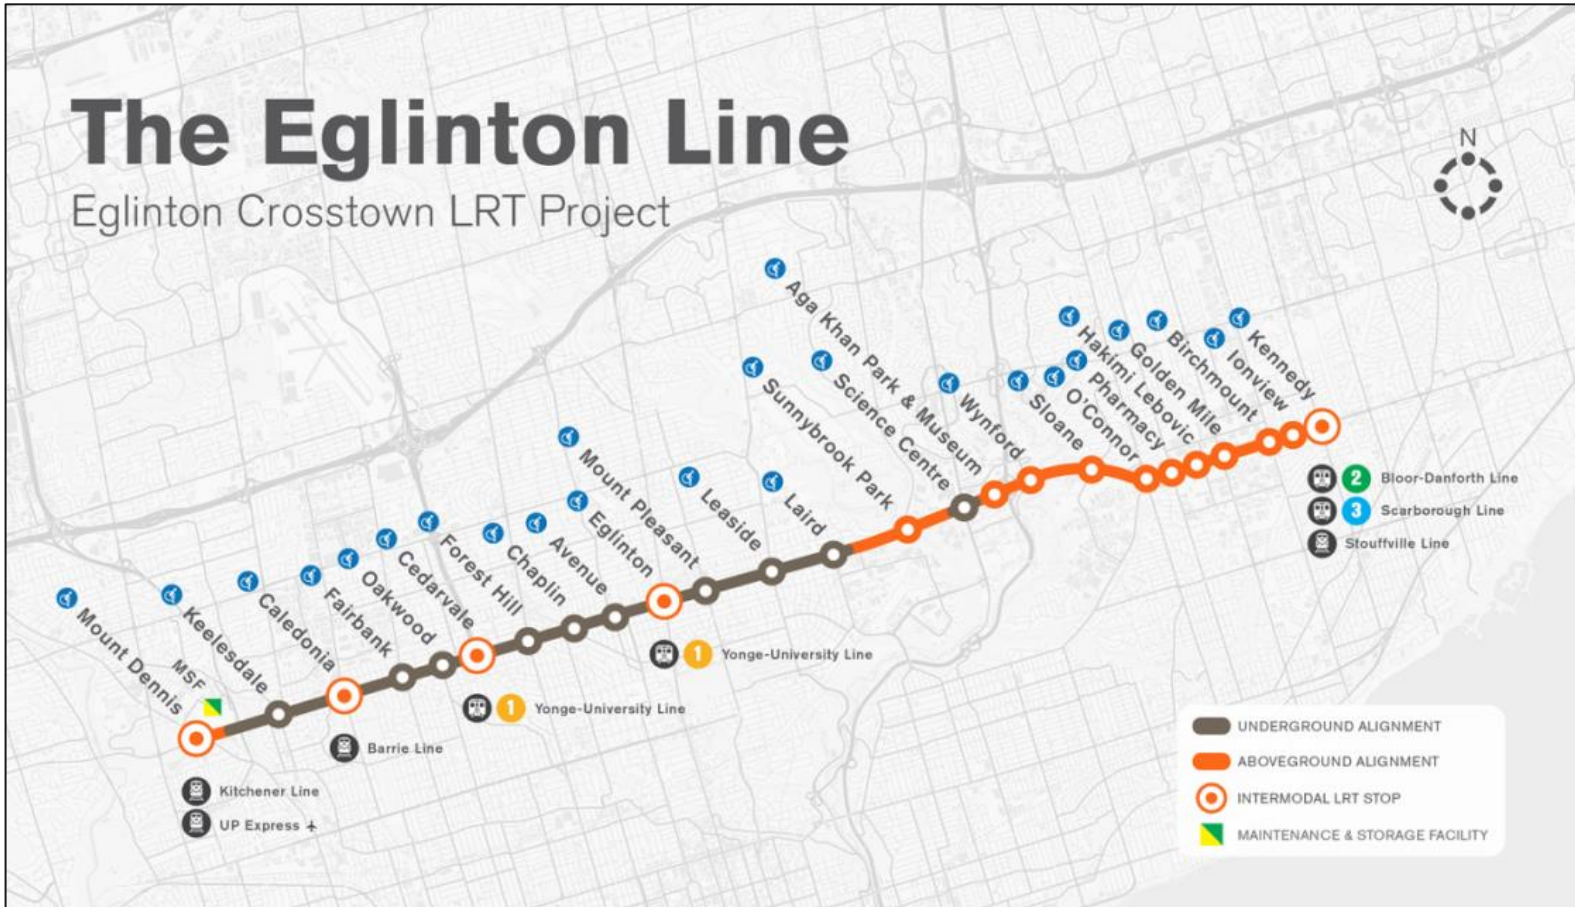 The Eglinton Line
Eglinton Crosstown LRT Project
N
Mount Dennis
MSF
Keelesdale
Caledonia
Fairbank
Oakwood
Cedarvale
Forest Hill
Chaplin
Avenue
Eglinton
Mount Pleasant
Leaside
Laird
Sunnybrook Park
Science Centre
Aga Khan Park & Museum
Wynford
Sloane
O'Connor
Pharmacy
Hakimi Lebovic
Golden Mile
Birchmount
Ionview
Kennedy
Kitchener Line
UP Express
Barrie Line
1 Yonge-University Line
1 Yonge-University Line
2 Bloor-Danforth Line
3 Scarborough Line
Stouffville Line
UNDERGROUND ALIGNMENT
ABOVEGROUND ALIGNMENT
INTERMODAL LRT STOP
MAINTENANCE & STORAGE FACILITY